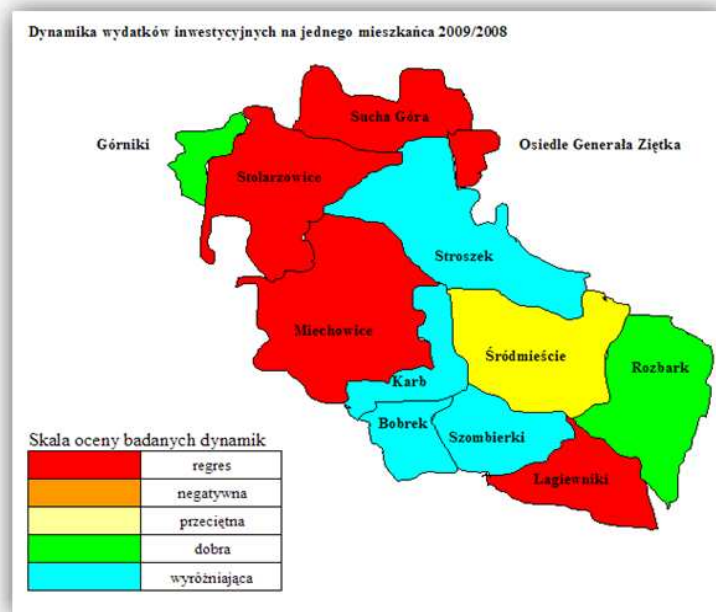 Dynamika wydatków inwestycyjnych na jednego mieszkańca 2009/2008
Sucha Góra
Górniki
Osiedle Generała Ziętka
Stolarzowice
Stroszek
Miechowice
Śródmieście
Rozbark
Karb
Bobrek
Szombierki
Łagiewniki
Skala oceny badanych dynamik
regres
negatywna
przeciętna
dobra
wyróżniająca